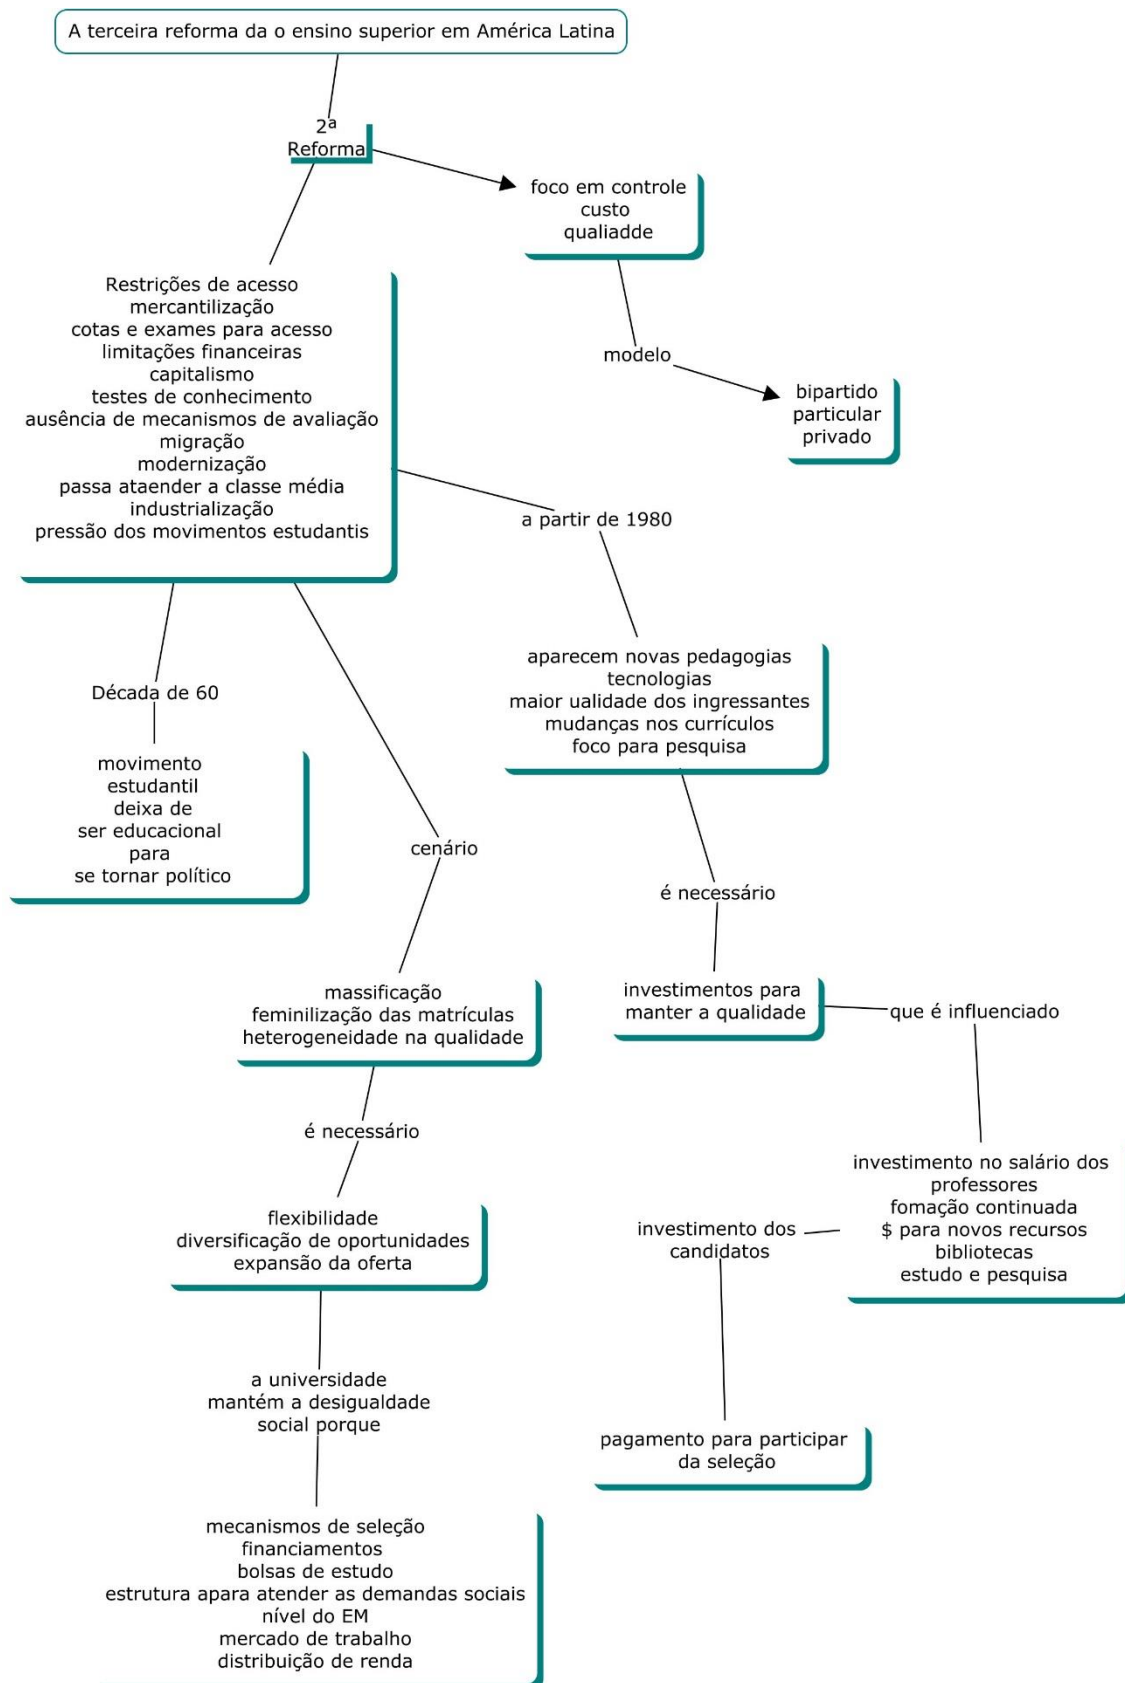 A terceira reforma da o ensino superior em América Latina
2ª
Reforma
foco em controle
custo
qualiadde
Restrições de acesso
mercantilização
cotas e exames para acesso
limitações financeiras
capitalismo
testes de conhecimento
ausência de mecanismos de avaliação
migração
modernização
passa ataender a classe média
industrialização
pressão dos movimentos estudantis
modelo
bipartido
particular
privado
a partir de 1980
aparecem novas pedagogias
tecnologias
maior ualidade dos ingressantes
mudanças nos currículos
foco para pesquisa
Década de 60
movimento
estudantil
deixa de
ser educacional
para
se tornar político
cenário
é necessário
massificação
feminilização das matrículas
heterogeneidade na qualidade
investimentos para
manter a qualidade
que é influenciado
é necessário
investimento no salário dos
professores
fomação continuada
$ para novos recursos
bibliotecas
estudo e pesquisa
flexibilidade
diversificação de oportunidades
expansão da oferta
investimento dos
candidatos
a universidade
mantém a desigualdade
social porque
pagamento para participar
da seleção
mecanismos de seleção
financiamentos
bolsas de estudo
estrutura apara atender as demandas sociais
nível do EM
mercado de trabalho
distribuição de renda